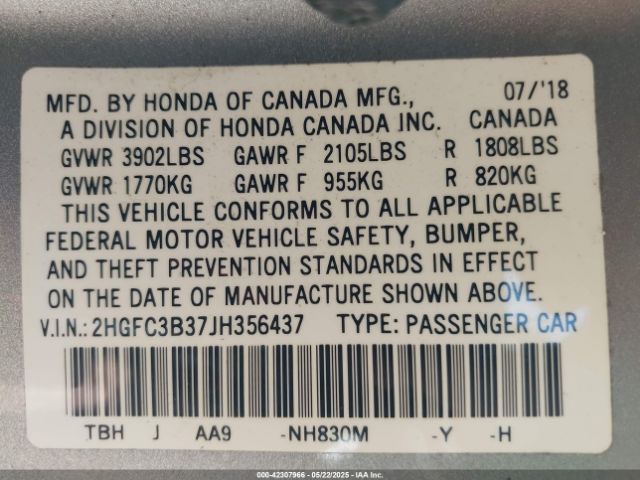 MFD. BY HONDA OF CANADA MFG., 07/'18
A DIVISION OF HONDA CANADA INC. CANADA
GVWR 3902LBS GAWR F 2105LBS R 1808LBS
GVWR 1770KG GAWR F 955KG R 820KG
THIS VEHICLE CONFORMS TO ALL APPLICABLE
FEDERAL MOTOR VEHICLE SAFETY, BUMPER,
AND THEFT PREVENTION STANDARDS IN EFFECT
ON THE DATE OF MANUFACTURE SHOWN ABOVE.
V.I.N.: 2HGFC3B37JH356437 TYPE: PASSENGER CAR
TBH J AA9 -NH830M -Y -H
000-42307966 - 05/22/2025 - IAA Inc.